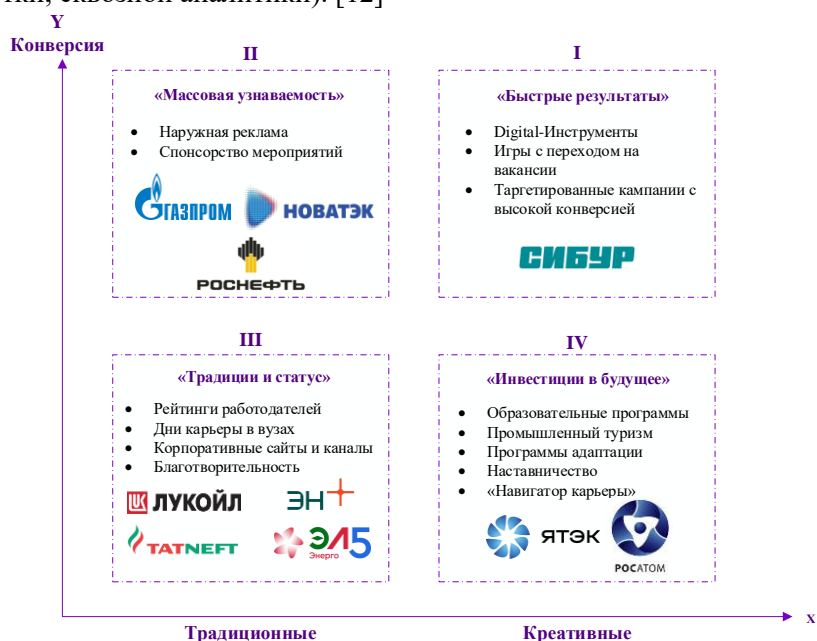 сквозной аналитики). [12]
Y
Конверсия
II
«Массовая узнаваемость»
• Наружная реклама
• Спонсорство мероприятий
ГАЗПРОМ
НОВАТЭК
РОСНЕФТЬ
I
«Быстрые результаты»
• Digital-Инструменты
• Игры с переходом на
вакансии
• Таргетированные кампании с
высокой конверсией
СИБУР
III
«Традиции и статус»
• Рейтинги работодателей
• Дни карьеры в вузах
• Корпоративные сайты и каналы
• Благотворительность
ЛУКОЙЛ
ЭН+
TATNEFT
ЭЛ5
Энерго
IV
«Инвестиции в будущее»
• Образовательные программы
• Промышленный туризм
• Программы адаптации
• Наставничество
• «Навигатор карьеры»
ЯТЭК
РОСАТОМ
X
Традиционные
Креативные